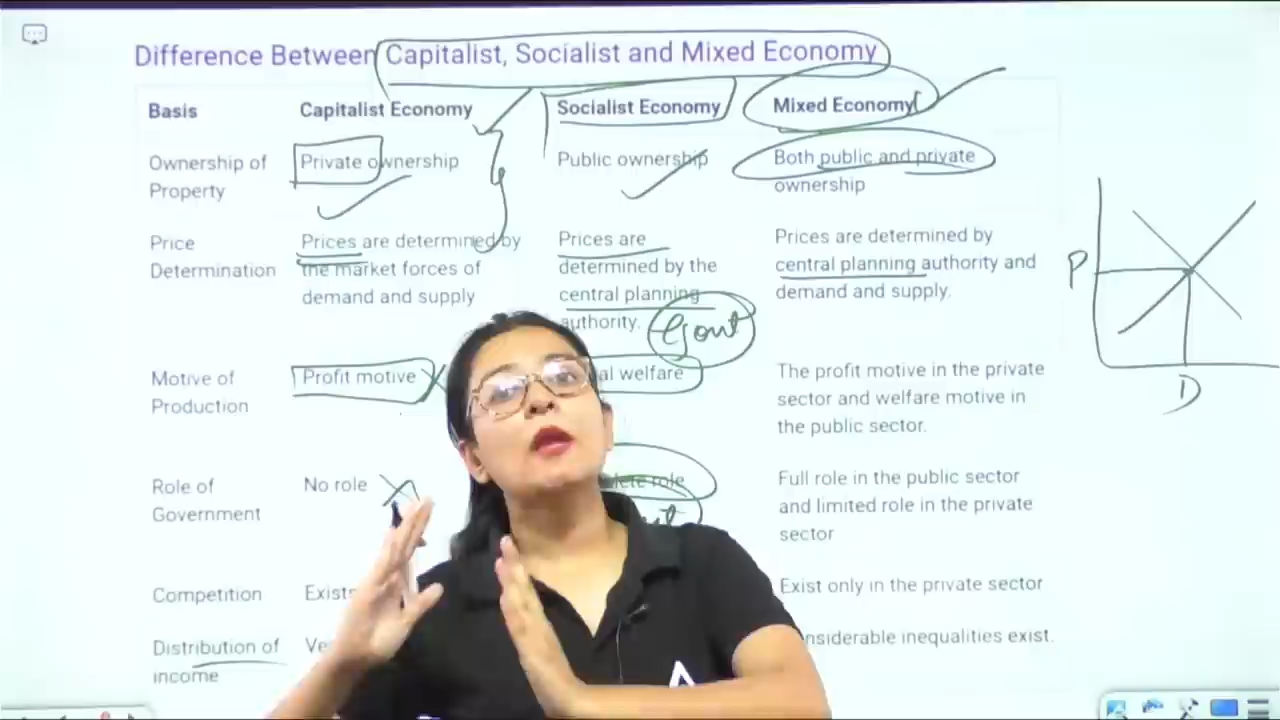 Difference Between Capitalist, Socialist and Mixed Economy
Basis
Capitalist Economy
Socialist Economy
Mixed Economy
Ownership of
Property
Private ownership
Public ownership
Both public and private
ownership
Price
Determination
Prices are determined by
the market forces of
demand and supply
Prices are
determined by the
central planning
authority.
Govt
Prices are determined by
central planning authority and
demand and supply.
P
D
Motive of
Production
Profit motive
welfare
The profit motive in the private
sector and welfare motive in
the public sector.
Role of
Government
No role
role
Full role in the public sector
and limited role in the private
sector
Competition
Exists
Exist only in the private sector
Distribution of
income
inequalities exist.